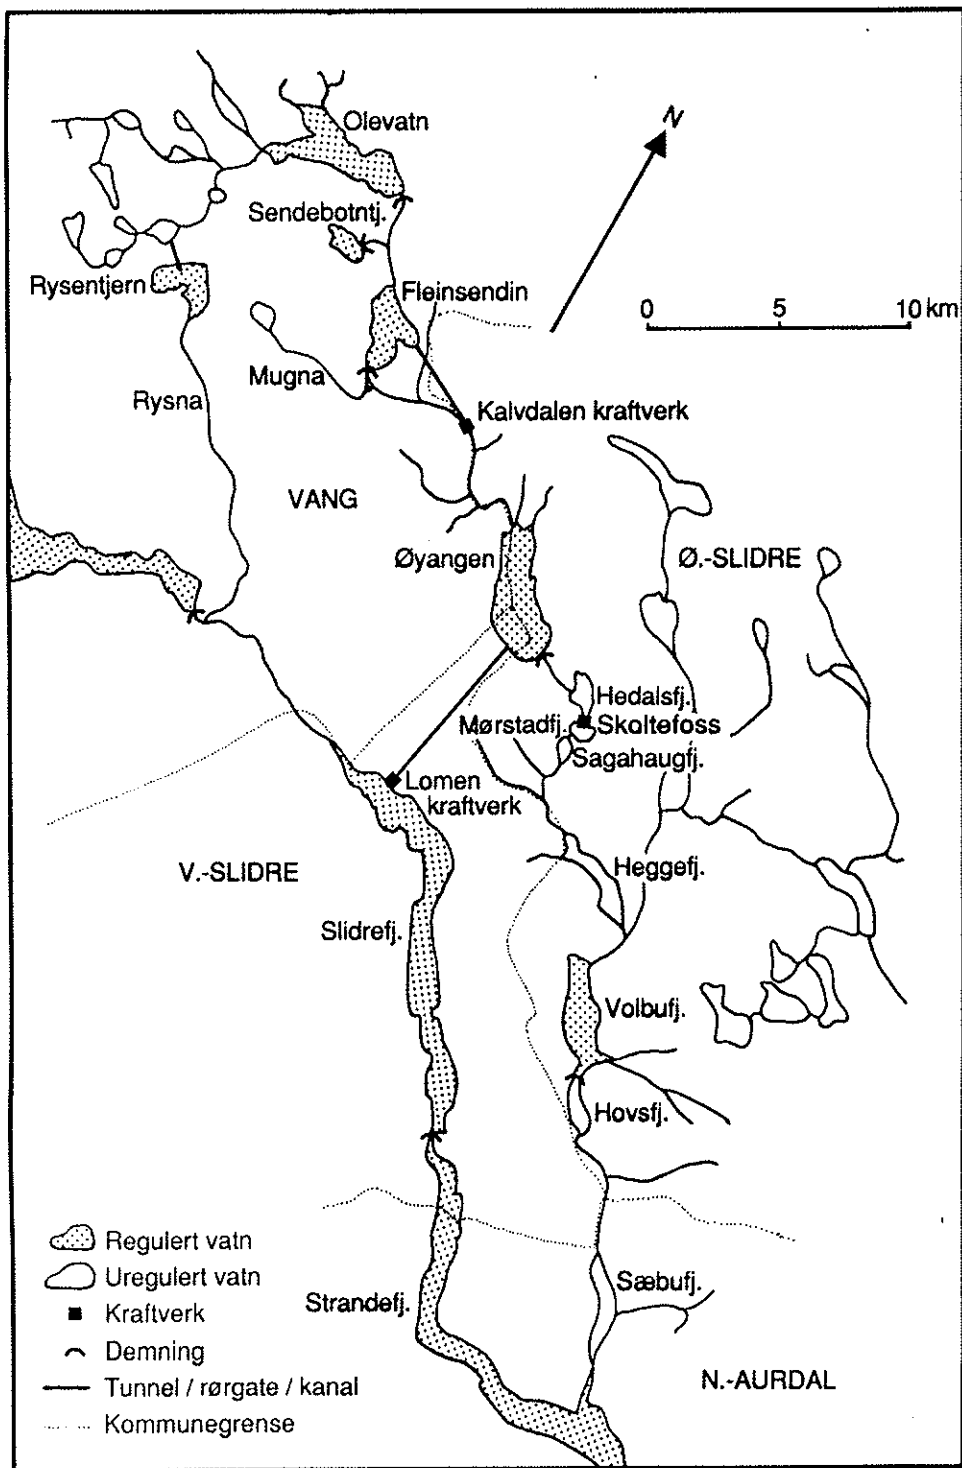 N
Olevatn
Sendebotntj.
Rysentjern
Fleinsendin
0 5 10 km
Mugna
Rysna
Kalvdalen kraftverk
VANG
Øyangen
Ø.-SLIDRE
Hedalsfj.
Mørstadfj.
Skoltefoss
Sagahaugfj.
Lomen
kraftverk
V.-SLIDRE
Heggefj.
Slidrefj.
Volbufj.
Hovsfj.
Regulert vatn
Uregulert vatn
Kraftverk
Demning
Tunnel / rørgate / kanal
Kommunegrense
Sæbufj.
Strandefj.
N.-AURDAL